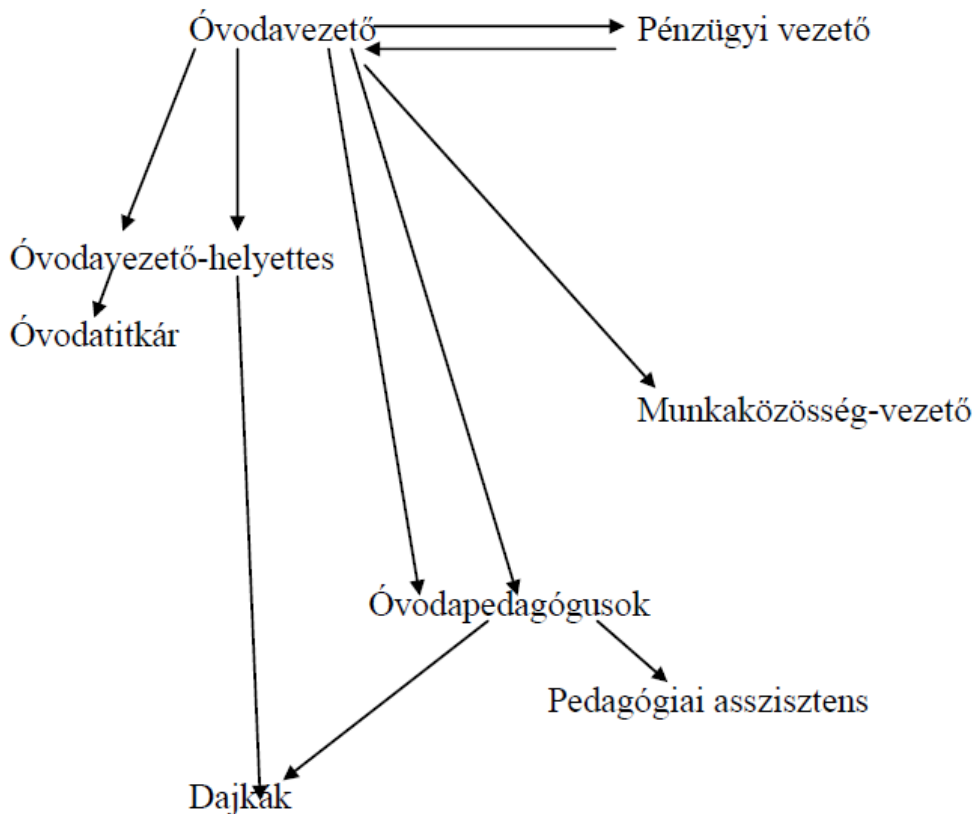 Óvodavezető
Pénzügyi vezető
Óvodavezető-helyettes
Óvodatitkár
Munkaközösség-vezető
Óvodapedagógusok
Pedagógiai asszisztens
Dajkák